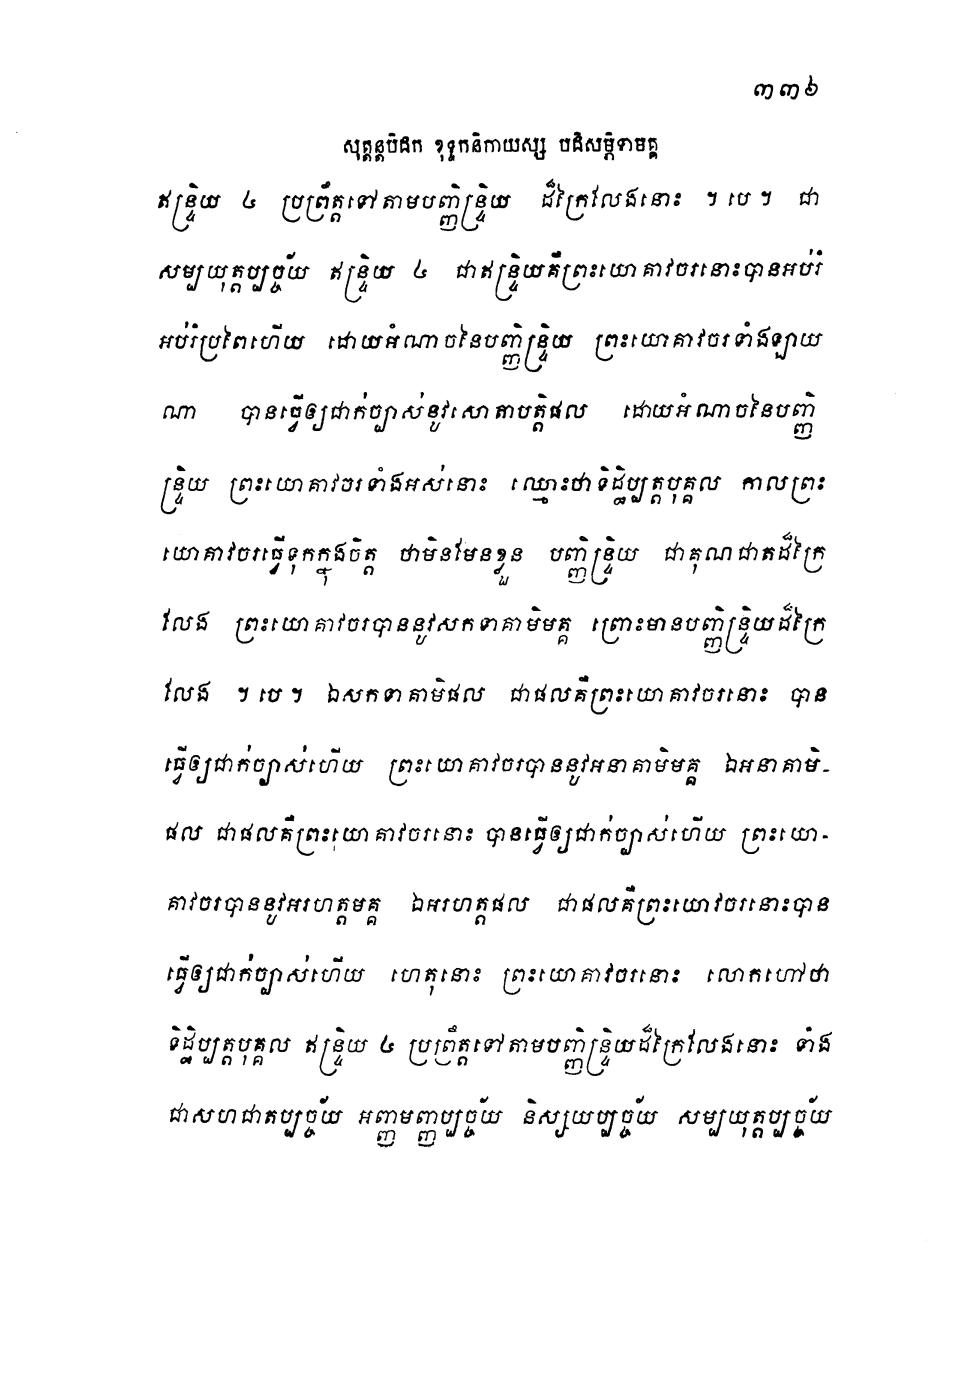 ៣៣៦
សុត្តន្តបិដក ខុទ្ទកនិកាយស្ស បដិសម្ភិទាមគ្គ
ឥន្ទ្រិយ ៤ ប្រព្រឹត្តទៅតាមបញ្ញិន្ទ្រិយ ដ៏ក្រៃលែងនោះ ។ បេ ។ ជា
សម្បយុត្តប្បច្ច័យ ឥន្ទ្រិយ ៤ ជាឥន្ទ្រិយគឺព្រះយោគាវចរនោះបានអប់រំ
អប់រំប្រពៃហើយ ដោយអំណាចនៃបញ្ញិន្ទ្រិយ ព្រះយោគាវចរទាំងឡាយ
ណា បានធ្វើឲ្យជាក់ច្បាស់នូវសោតាបត្តិផល ដោយអំណាចនៃបញ្ញិ
ន្ទ្រិយ ព្រះយោគាវចរទាំងអស់នោះ ឈ្មោះថាទិដ្ឋិប្បត្តបុគ្គល កាលព្រះ
យោគាវចរធ្វើទុកក្នុងចិត្ត ថាមិនមែនខ្លួន បញ្ញិន្ទ្រិយ ជាគុណជាតដ៏ក្រៃ
លែង ព្រះយោគាវចរបាននូវសកទាគាមិមគ្គ ព្រោះមានបញ្ញិន្ទ្រិយដ៏ក្រៃ
លែង ។ បេ ។ ឯសកទាគាមិផល ជាផលគឺព្រះយោគាវចរនោះ បាន
ធ្វើឲ្យជាក់ច្បាស់ហើយ ព្រះយោគាវចរបាននូវអនាគាមិមគ្គ ឯអនាគាមិ-
ផល ជាផលគឺព្រះយោគាវចរនោះ បានធ្វើឲ្យជាក់ច្បាស់ហើយ ព្រះយោ-
គាវចរបាននូវអរហត្តមគ្គ ឯអរហត្តផល ជាផលគឺព្រះយោវចរនោះបាន
ធ្វើឲ្យជាក់ច្បាស់ហើយ ហេតុនោះ ព្រះយោគាវចរនោះ លោកហៅថា
ទិដ្ឋិប្បត្តបុគ្គល ឥន្ទ្រិយ ៤ ប្រព្រឹត្តទៅតាមបញ្ញិន្ទ្រិយដ៏ក្រៃលែងនោះ ទាំង
ជាសហជាតប្បច្ច័យ អញ្ញមញ្ញប្បច្ច័យ និស្សយប្បច្ច័យ សម្បយុត្តប្បច្ច័យ